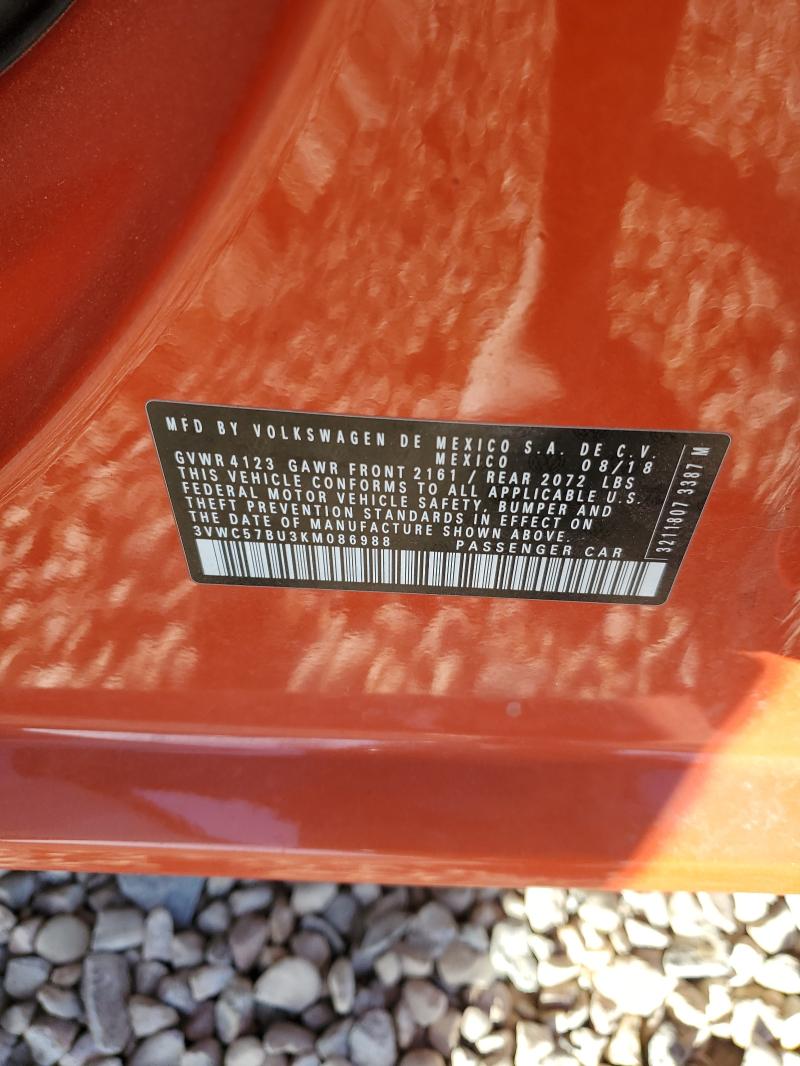 MFD BY VOLKSWAGEN DE MEXICO S.A. DE C.V.
MEXICO 08/18
GVWR 4123 GAWR FRONT 2161 / REAR 2072 LBS
THIS VEHICLE CONFORMS TO ALL APPLICABLE U.S.
FEDERAL MOTOR VEHICLE SAFETY, BUMPER AND
THEFT PREVENTION STANDARDS IN EFFECT ON
THE DATE OF MANUFACTURE SHOWN ABOVE.
3VWC57BU3KM086988 PASSENGER CAR
3211807 3387 M